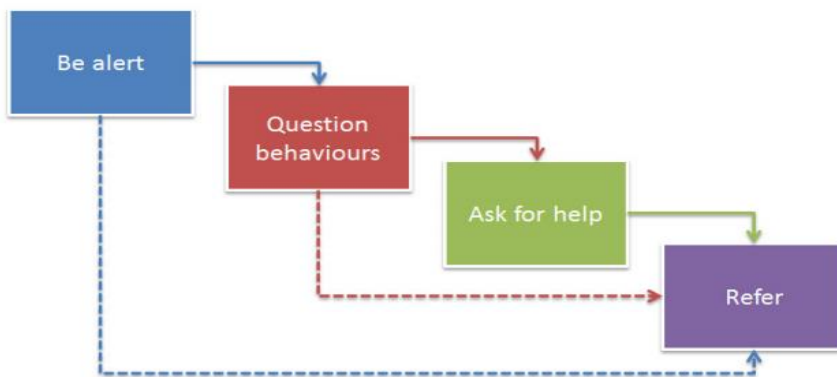 Be alert
Question
behaviours
Ask for help
Refer